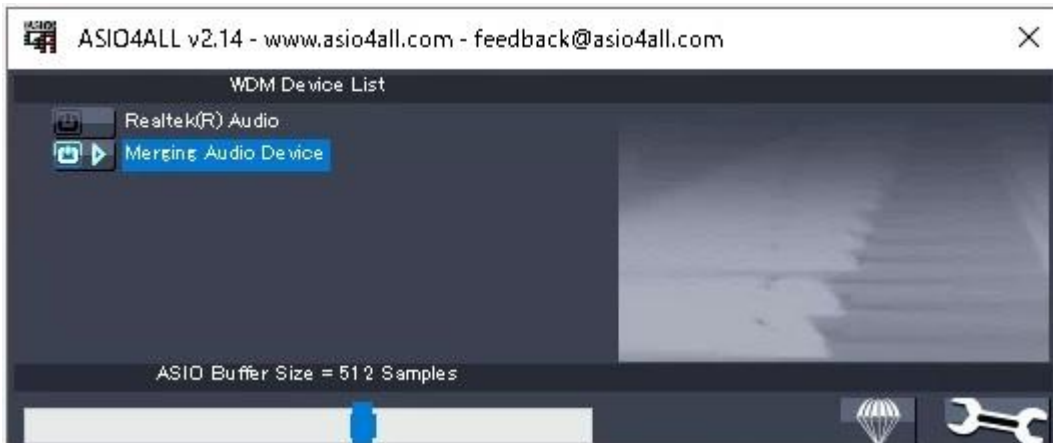 ASIO4ALL v2.14 - www.asio4all.com - feedback@asio4all.com
WDM Device List
Realtek(R) Audio
Merging Audio Device
ASIO Buffer Size = 512 Samples